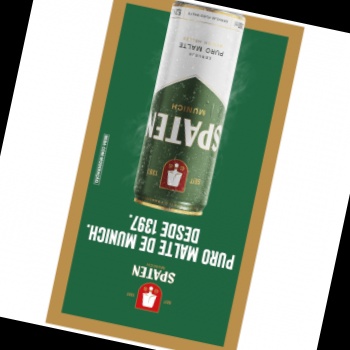 SPATEN
PURO MALTE DE MUNICH.
DESDE 1397.
SPATEN
MUNICH
PURO MALTE